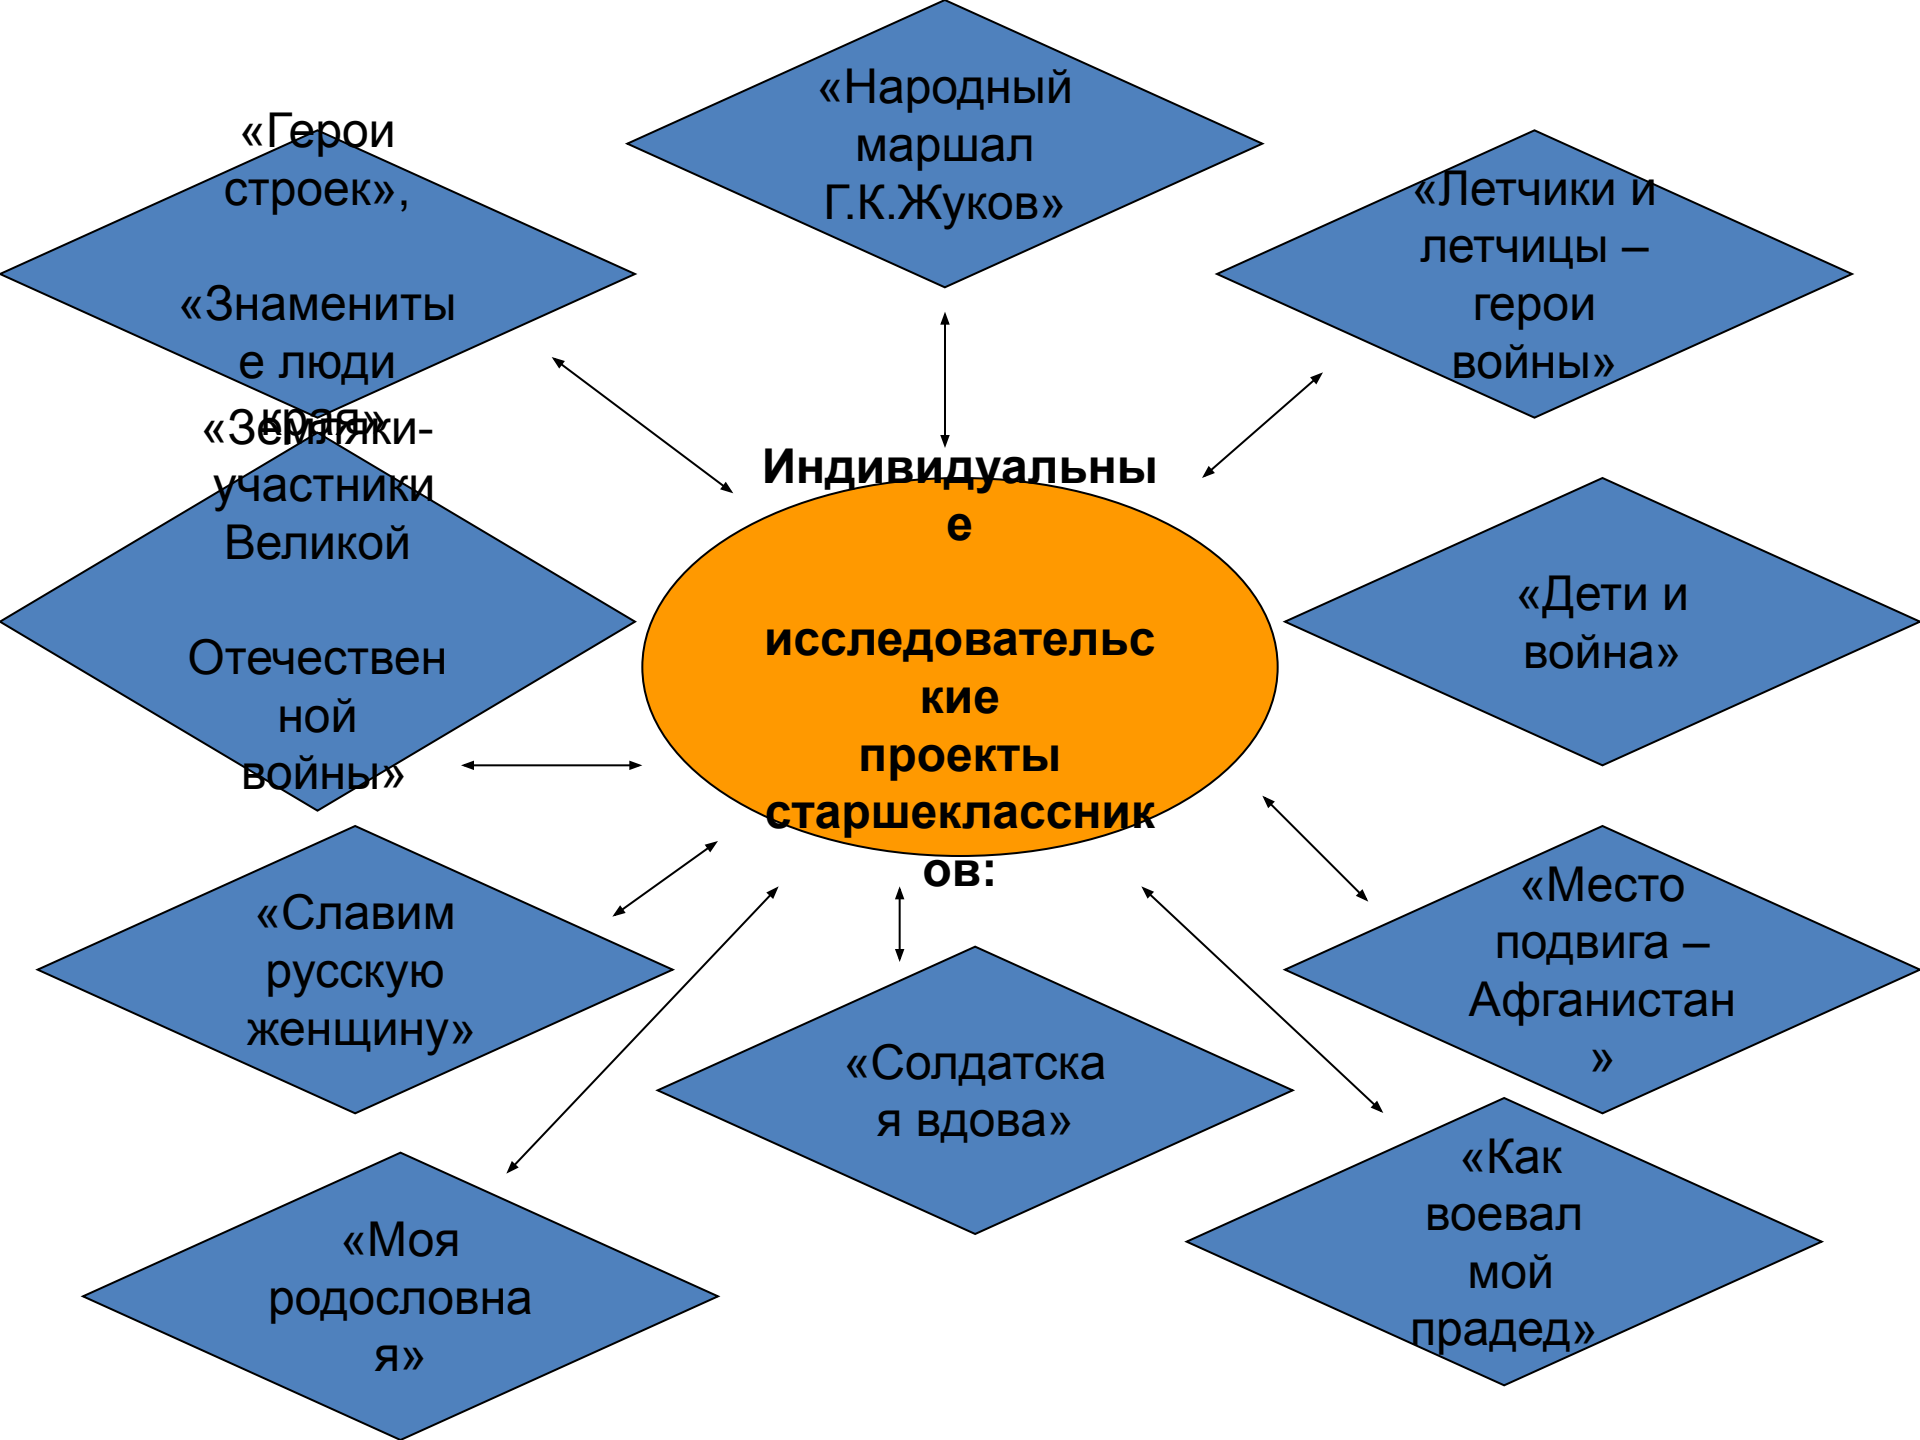 «Народный
маршал
Г.К.Жуков»
«Герои
строек»,
«Знамениты
е люди
края»
«Летчики и
летчицы –
герои
войны»
«Земляки-
участники
Великой
Отечествен
ной
войны»
Индивидуальны
е
исследовательс
кие
проекты
старшеклассник
ов:
«Дети и
война»
«Славим
русскую
женщину»
«Место
подвига –
Афганистан
»
«Солдатска
я вдова»
«Как
воевал
мой
прадед»
«Моя
родословна
я»